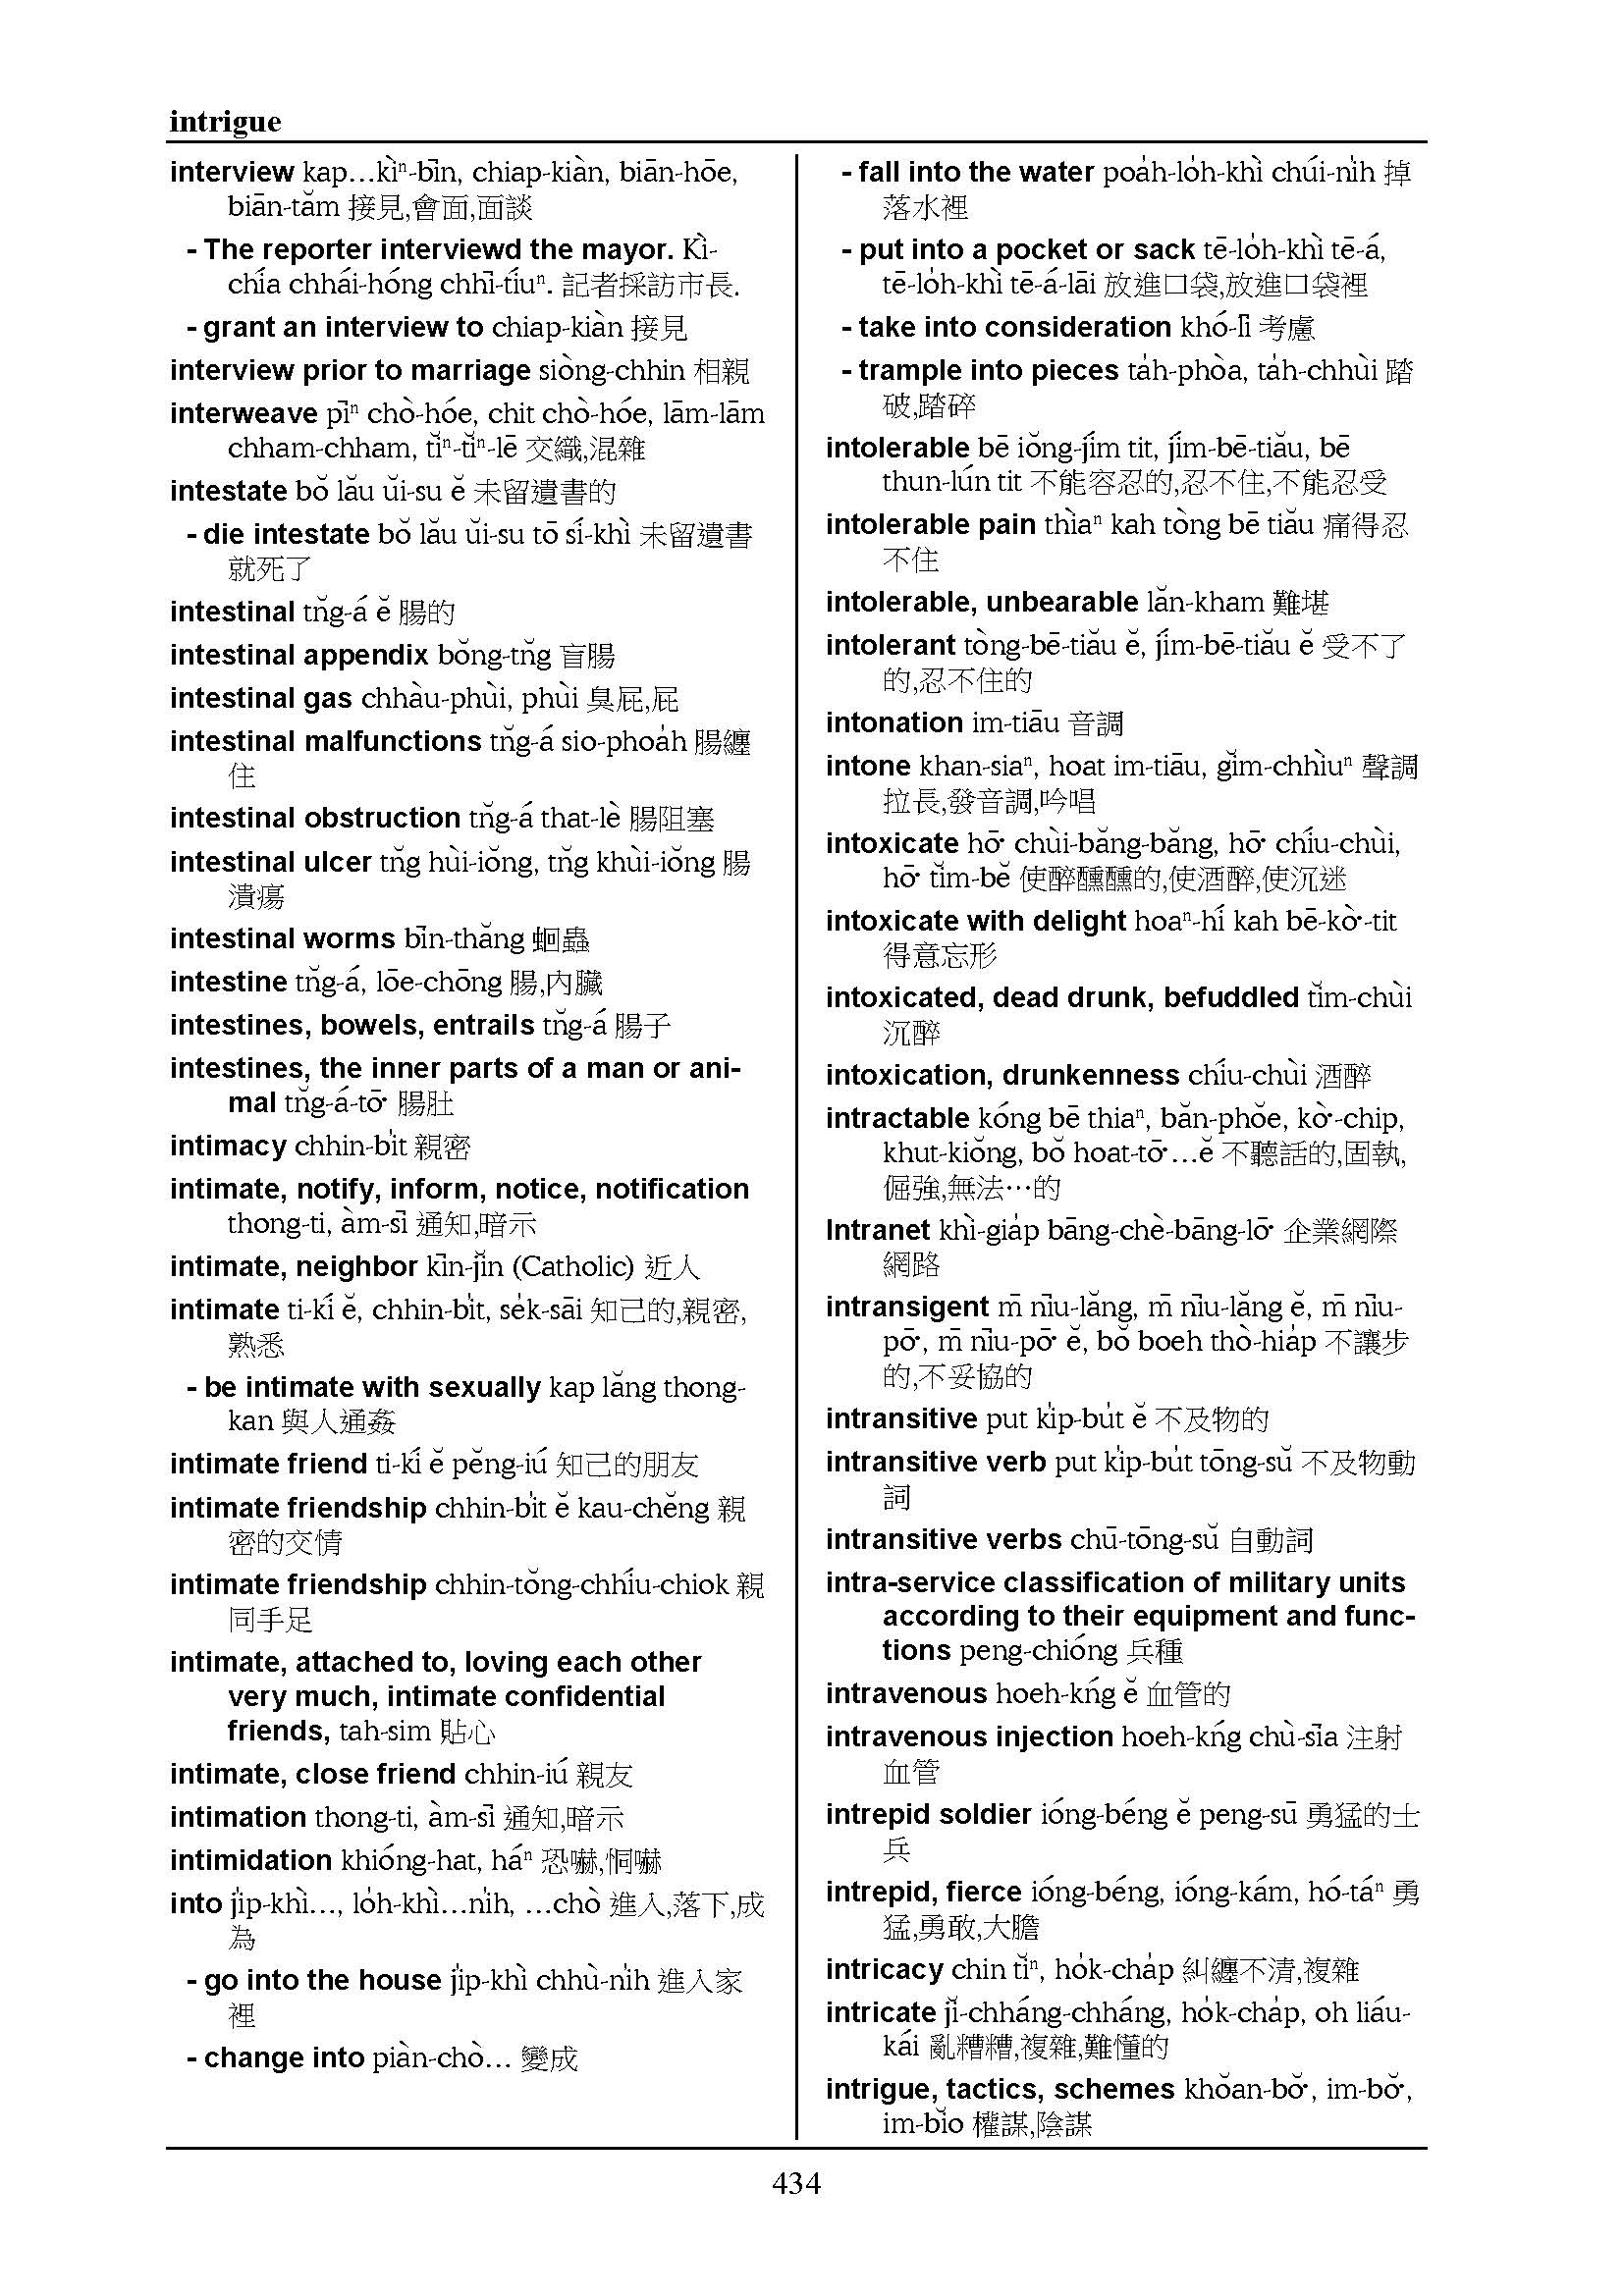 intrigue
interview kap…kìⁿ-bīn, chiap-kiàn, biān-hōe,
biān-tăm 接見,會面,面談
- The reporter interviewd the mayor. Kì-
chía chhái-hóng chhī-tíuⁿ. 記者採訪市長.
- grant an interview to chiap-kiàn 接見
interview prior to marriage siòng-chhin 相親
interweave pīⁿ chò-hóe, chit chò-hóe, lām-lām
chham-chham, tĭⁿ-tĭⁿ-lē 交織,混雜
intestate bŏ lău ŭi-su ĕ 未留遺書的
- die intestate bŏ lău ŭi-su tō sí-khì 未留遺書
就死了
intestinal tn̆g-á ĕ 腸的
intestinal appendix bŏng-tn̆g 盲腸
intestinal gas chhàu-phùi, phùi 臭屁,屁
intestinal malfunctions tn̆g-á sio-phoa̍h 腸纏
住
intestinal obstruction tn̆g-á that-lè 腸阻塞
intestinal ulcer tn̆g hùi-iŏng, tn̆g khùi-iŏng 腸
潰瘍
intestinal worms bīn-thăng 蛔蟲
intestine tn̆g-á, lōe-chōng 腸,內臟
intestines, bowels, entrails tn̆g-á 腸子
intestines, the inner parts of a man or ani-
mal tn̆g-á-tō͘ 腸肚
intimacy chhin-bi̍t 親密
intimate, notify, inform, notice, notification
thong-ti, àm-sī 通知,暗示
intimate, neighbor kīn-jĭn (Catholic) 近人
intimate ti-kí ĕ, chhin-bi̍t, se̍k-sāi 知己的,親密,
熟悉
- be intimate with sexually kap lăng thong-
kan 與人通姦
intimate friend ti-kí ĕ pĕng-iú 知己的朋友
intimate friendship chhin-bi̍t ĕ kau-chĕng 親
密的交情
intimate friendship chhin-tŏng-chhíu-chiok 親
同手足
intimate, attached to, loving each other
very much, intimate confidential
friends, tah-sim 貼心
intimate, close friend chhin-iú 親友
intimation thong-ti, àm-sī 通知,暗示
intimidation khióng-hat, háⁿ 恐嚇,恫嚇
into ji̍p-khì…, lo̍h-khì…ni̍h, …chò 進入,落下,成
為
- go into the house ji̍p-khì chhù-ni̍h 進入家
裡
- change into piàn-chò… 變成
- fall into the water poa̍h-lo̍h-khì chúi-ni̍h 掉
落水裡
- put into a pocket or sack tē-lo̍h-khì tē-á,
tē-lo̍h-khì tē-á-lāi 放進口袋,放進口袋裡
- take into consideration khó-lī 考慮
- trample into pieces ta̍h-phòa, ta̍h-chhùi 踏
破,踏碎
intolerable bē iŏng-jím tit, jím-bē-tiău, bē
thun-lún tit 不能容忍的,忍不住,不能忍受
intolerable pain thìaⁿ kah tòng bē tiău 痛得忍
不住
intolerable, unbearable lăn-kham 難堪
intolerant tòng-bē-tiău ĕ, jím-bē-tiău ĕ 受不了
的,忍不住的
intonation im-tiāu 音調
intone khan-siaⁿ, hoat im-tiāu, gĭm-chhìuⁿ 聲調
拉長,發音調,吟唱
intoxicate hō͘ chùi-băng-băng, hō͘ chíu-chùi,
hō͘ tĭm-bĕ 使醉醺醺的,使酒醉,使沉迷
intoxicate with delight hoaⁿ-hí kah bē-kò͘-tit
得意忘形
intoxicated, dead drunk, befuddled tĭm-chùi
沉醉
intoxication, drunkenness chíu-chùi 酒醉
intractable kóng bē thiaⁿ, băn-phŏe, kò͘-chip,
khut-kiŏng, bŏ hoat-tō͘…ĕ 不聽話的,固執,
倔強,無法…的
Intranet khì-gia̍p bāng-chè-bāng-lō͘ 企業網際
網路
intransigent m̄ nīu-lăng, m̄ nīu-lăng ĕ, m̄ nīu-
pō͘, m̄ nīu-pō͘ ĕ, bŏ boeh thò-hia̍p 不讓步
的,不妥協的
intransitive put ki̍p-bu̍t ĕ 不及物的
intransitive verb put ki̍p-bu̍t tōng-sŭ 不及物動
詞
intransitive verbs chū-tōng-sŭ 自動詞
intra-service classification of military units
according to their equipment and func-
tions peng-chióng 兵種
intravenous hoeh-kńg ĕ 血管的
intravenous injection hoeh-kńg chù-sīa 注射
血管
intrepid soldier ióng-béng ĕ peng-sū 勇猛的士
兵
intrepid, fierce ióng-béng, ióng-kám, hó-táⁿ 勇
猛,勇敢,大膽
intricacy chin tĭⁿ, ho̍k-cha̍p 糾纏不清,複雜
intricate jĭ-chháng-chháng, ho̍k-cha̍p, oh liáu-
kái 亂糟糟,複雜,難懂的
intrigue, tactics, schemes khŏan-bŏ͘, im-bŏ͘,
im-bĭo 權謀,陰謀
434